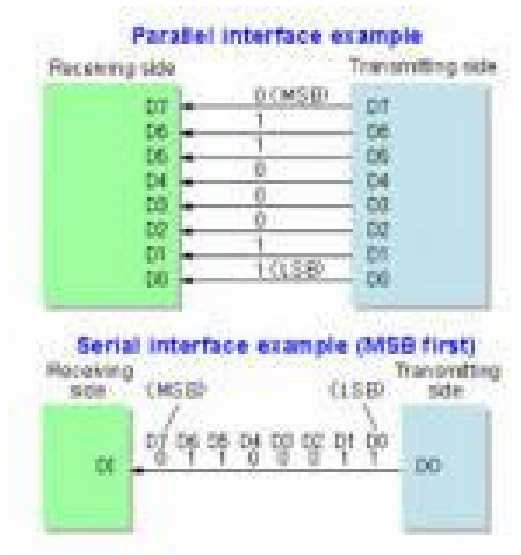 Parallel interface example
Receiving side Transmitting side
D7 0 (MSB) D7
D6 1 D6
D5 1 D5
D4 0 D4
D3 0 D3
D2 0 D2
D1 1 D1
D0 1 (LSB) D0
Serial interface example (MSB first)
Receiving side Transmitting side
(MSB) (LSB)
D7 D6 D5 D4 D3 D2 D1 D0
0 1 1 0 0 0 1 1
DI DO